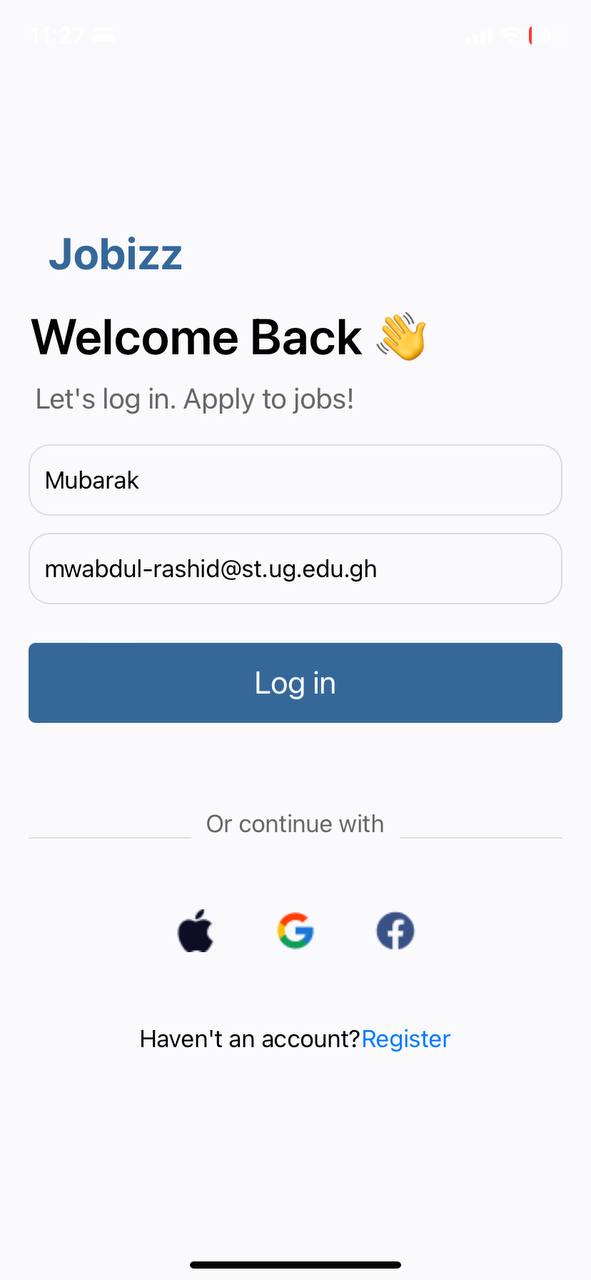 11:27
Jobizz
Welcome Back 👋
Let's log in. Apply to jobs!
Mubarak
mwabdul-rashid@st.ug.edu.gh
Log in
Or continue with
Haven't an account?Register